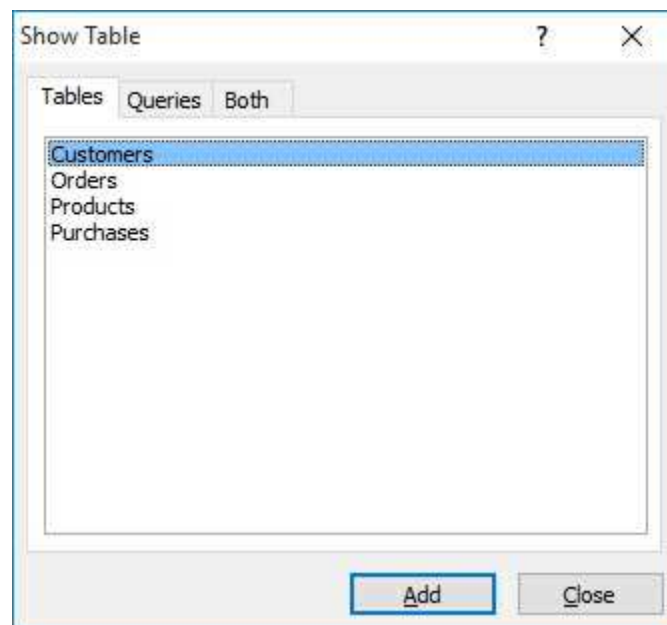 Show Table ?
Tables Queries Both
Customers
Orders
Products
Purchases
Add Close